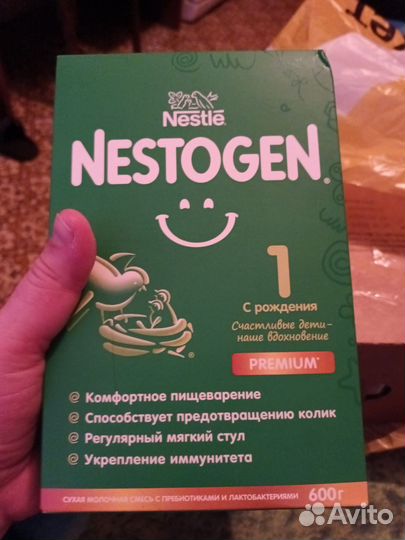 Nestlé
NESTOGEN®
1
С рождения
Счастливые дети-
наше вдохновение
PREMIUM*
@ Комфортное пищеварение
@ Способствует предотвращению колик
@ Регулярный мягкий стул
@ Укрепление иммунитета
СУХАЯ МОЛОЧНАЯ СМЕСЬ С ПРЕБИОТИКАМИ И ЛАКТОБАКТЕРИЯМИ
600г
Avito